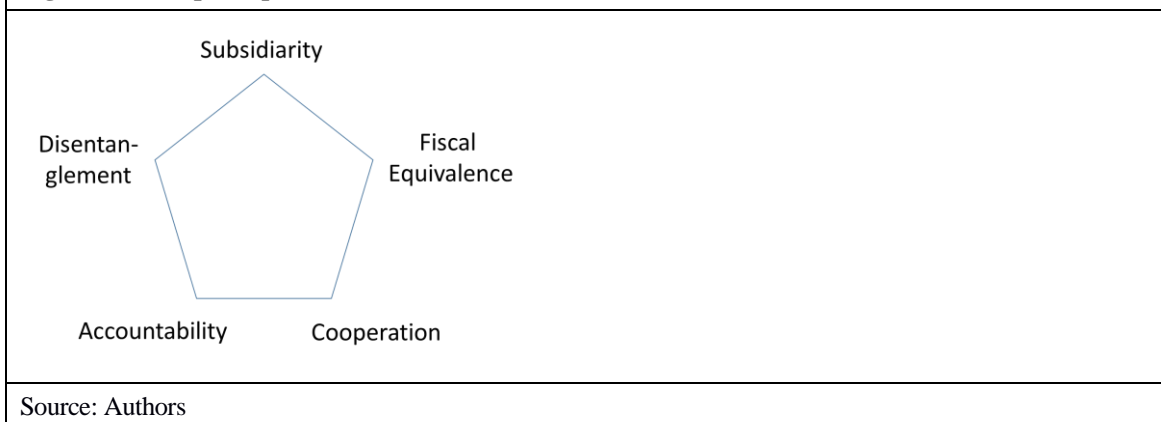 Subsidiarity
Disentan-
glement
Fiscal
Equivalence
Accountability
Cooperation
Source: Authors